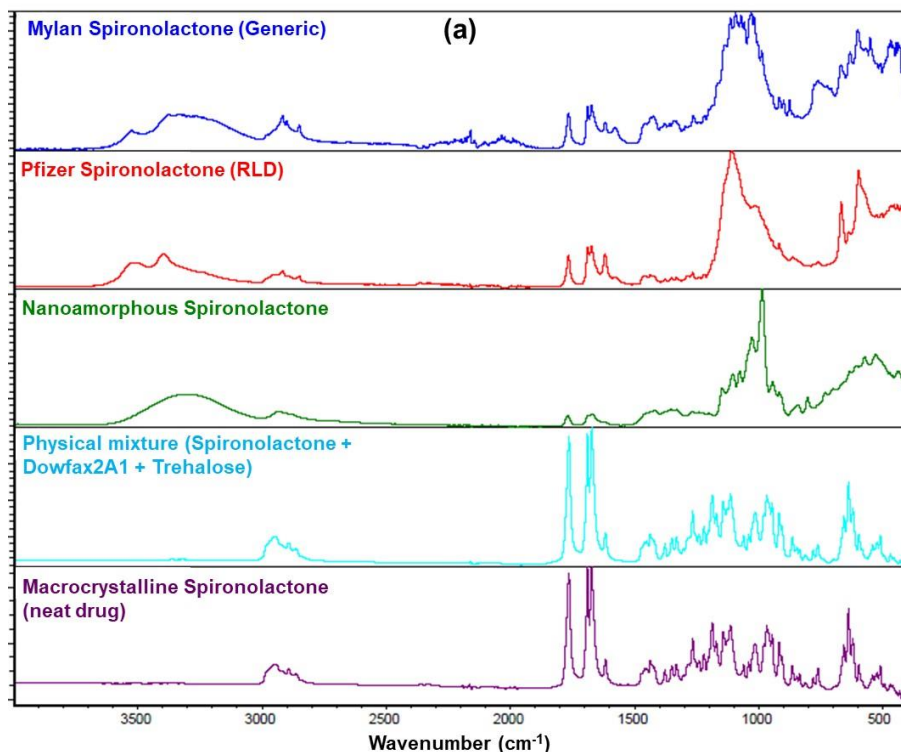 (a)
Mylan Spironolactone (Generic)
Pfizer Spironolactone (RLD)
Nanoamorphous Spironolactone
Physical mixture (Spironolactone +
Dowfax2A1 + Trehalose)
Macrocrystalline Spironolactone
(neat drug)
3500 3000 2500 2000 1500 1000 500
Wavenumber (cm-1)